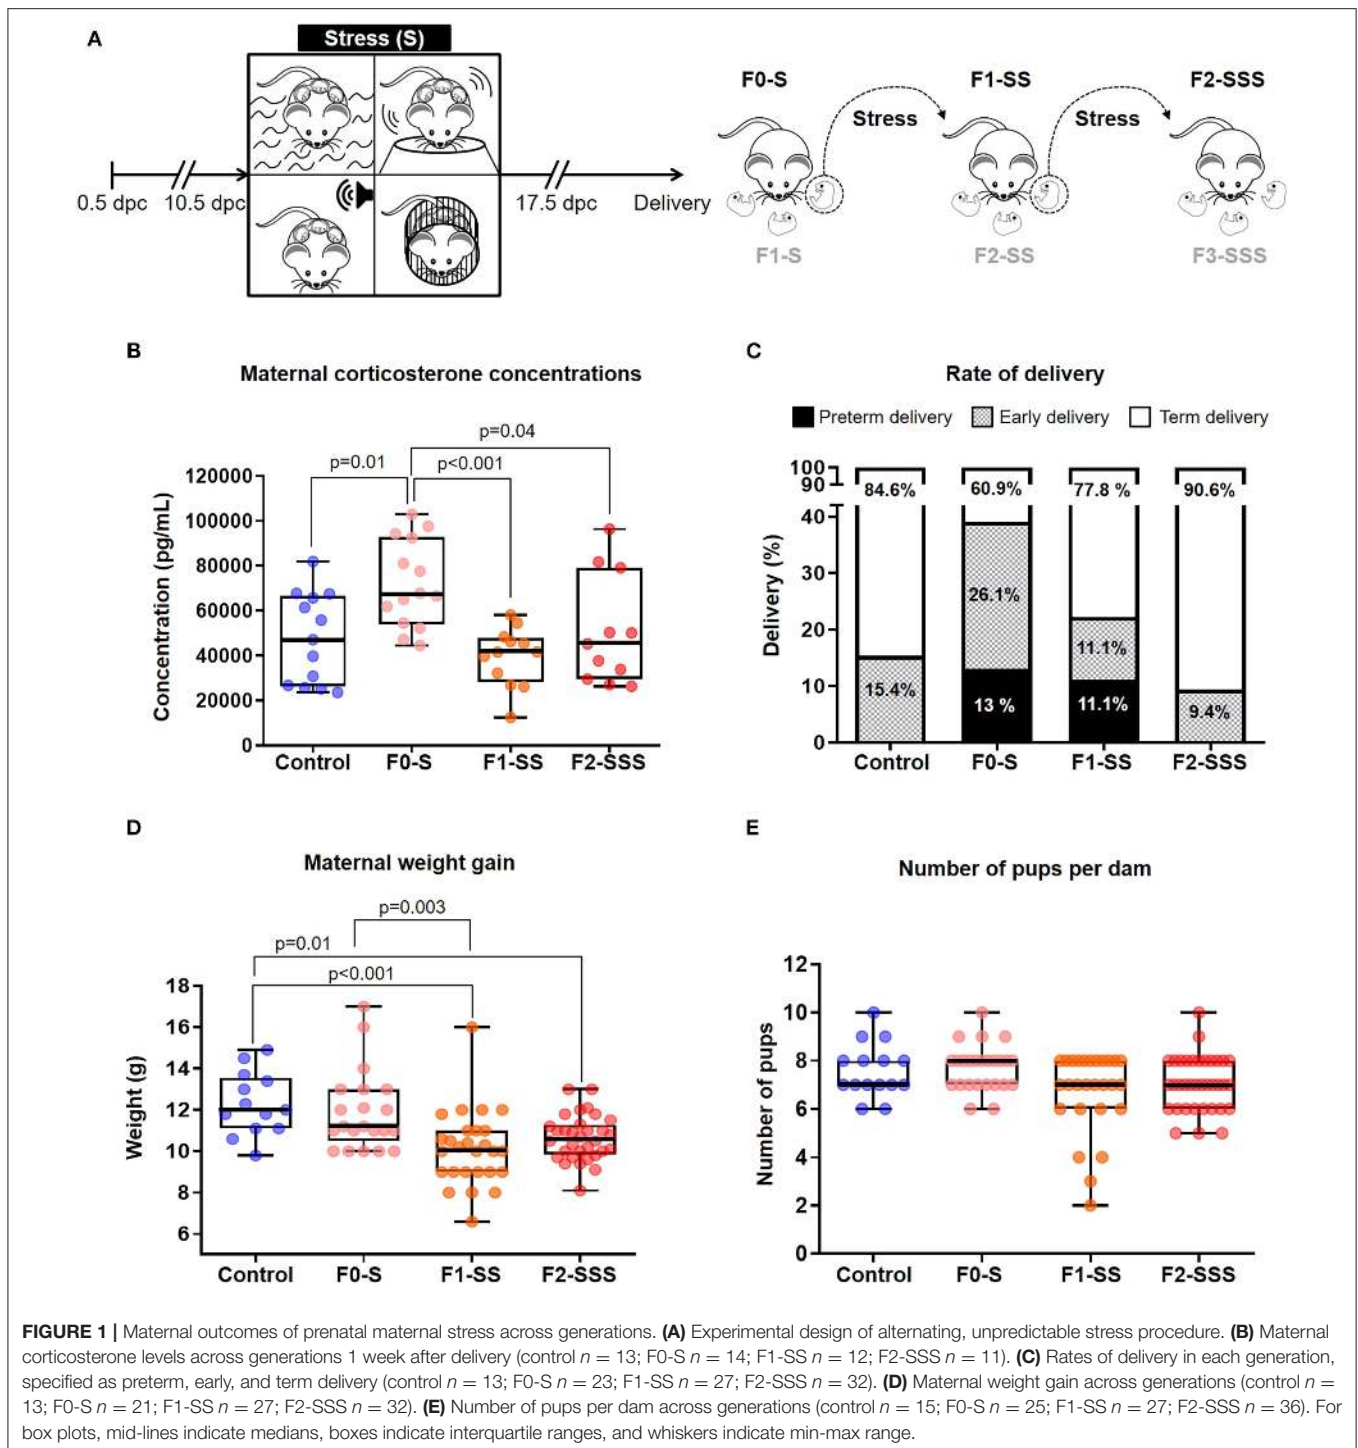 A
Stress (S)
0.5 dpc
10.5 dpc
17.5 dpc
Delivery
F0-S
F1-SS
F2-SSS
Stress
Stress
F1-S
F2-SS
F3-SSS
B
Maternal corticosterone concentrations
p=0.04
p=0.01
p<0.001
Concentration (pg/mL)
120000
100000
80000
60000
40000
20000
0
Control
F0-S
F1-SS
F2-SSS
C
Rate of delivery
Preterm delivery
Early delivery
Term delivery
Delivery (%)
100
90
40
30
20
10
0
84.6%
60.9%
77.8 %
90.6%
26.1%
11.1%
15.4%
13 %
11.1%
9.4%
Control
F0-S
F1-SS
F2-SSS
D
Maternal weight gain
p=0.003
p=0.01
p<0.001
Weight (g)
18
16
14
12
10
8
6
Control
F0-S
F1-SS
F2-SSS
E
Number of pups per dam
Number of pups
12
10
8
6
4
2
0
Control
F0-S
F1-SS
F2-SSS
FIGURE 1 | Maternal outcomes of prenatal maternal stress across generations. (A) Experimental design of alternating, unpredictable stress procedure. (B) Maternal
corticosterone levels across generations 1 week after delivery (control n = 13; F0-S n = 14; F1-SS n = 12; F2-SSS n = 11). (C) Rates of delivery in each generation,
specified as preterm, early, and term delivery (control n = 13; F0-S n = 23; F1-SS n = 27; F2-SSS n = 32). (D) Maternal weight gain across generations (control n =
13; F0-S n = 21; F1-SS n = 27; F2-SSS n = 32). (E) Number of pups per dam across generations (control n = 15; F0-S n = 25; F1-SS n = 27; F2-SSS n = 36). For
box plots, mid-lines indicate medians, boxes indicate interquartile ranges, and whiskers indicate min-max range.